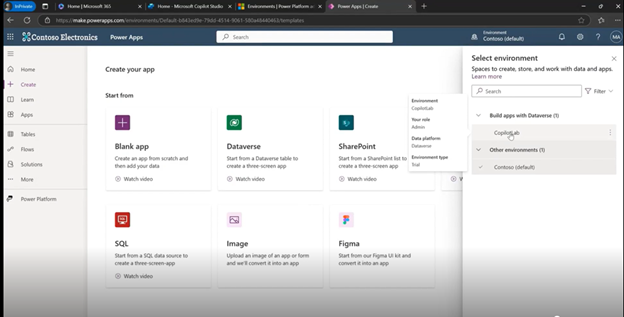 InPrivate
Home | Microsoft 365
Home | Microsoft Copilot Studio
Environments | Power Platform
Power Apps | Create
https://make.powerapps.com/environments/Default-b843ed9e-79dd-4514-9061-580a48440463/templates
Contoso Electronics
Power Apps
Search
Environment
Contoso (default)
MA
Home
Create
Learn
Apps
Tables
Flows
Solutions
More
Power Platform
Create your app
Start from
Blank app
Create an app from scratch and
then add your data
Watch video
Dataverse
Start from a Dataverse table to
create a three-screen app
Watch video
SharePoint
Start from a SharePoint list
to create a three-screen app
Watch video
SQL
Start from a SQL data source to
create a three-screen-app
Watch video
Image
Upload an image of an app or
form and we'll convert it into an
app
Figma
Start from our Figma UI kit and
convert it into an app
Environment
CopilotLab
Your role
Admin
Data platform
Dataverse
Environment type
Trial
Select environment
Spaces to create, store, and work with data and apps.
Learn more
Search
Filter
Build apps with Dataverse (1)
CopilotLab
Other environments (1)
Contoso (default)